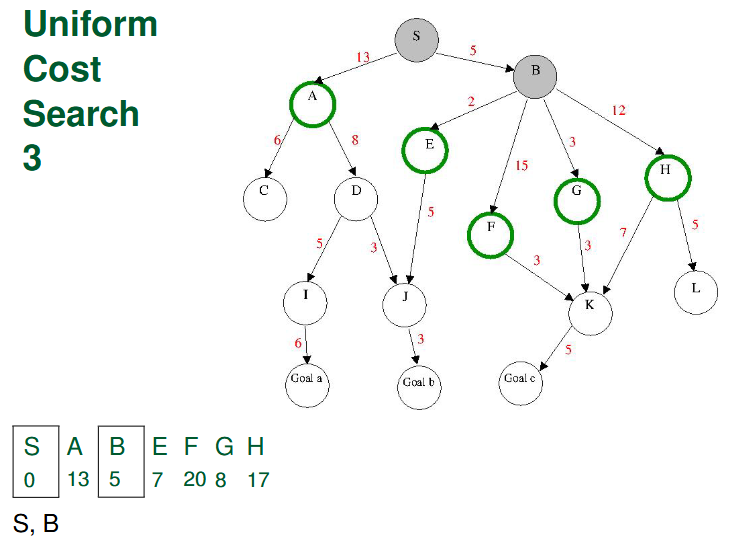 Uniform
Cost
Search
3
S
13
5
B
A
2
12
6
8
E
15
3
H
C
D
G
5
F
7
5
5
3
3
3
L
I
J
K
6
3
5
Goal a
Goal b
Goal c
S A B E F G H
0 13 5 7 20 8 17
S, B